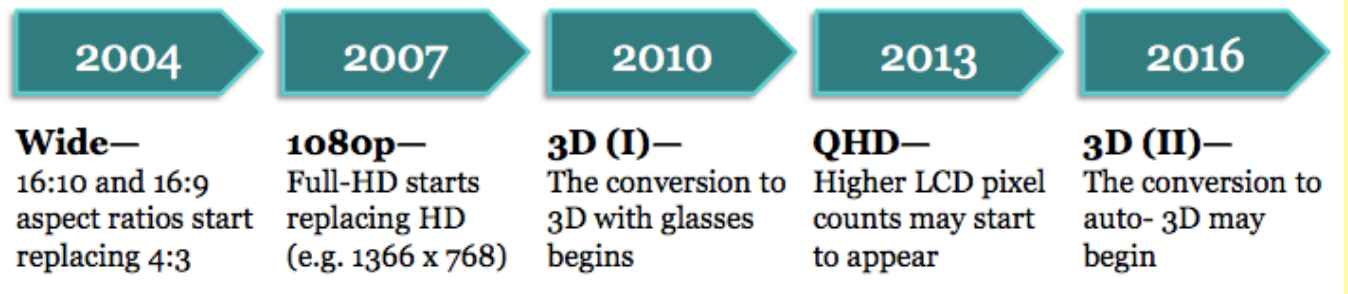 2004
2007
2010
2013
2016
Wide—
16:10 and 16:9
aspect ratios start
replacing 4:3
1080p—
Full-HD starts
replacing HD
(e.g. 1366 x 768)
3D (I)—
The conversion to
3D with glasses
begins
QHD—
Higher LCD pixel
counts may start
to appear
3D (II)—
The conversion to
auto- 3D may
begin